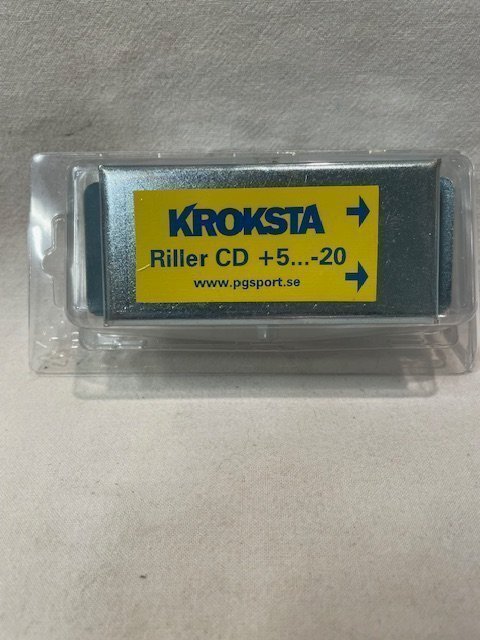 KROKSTA
Riller CD +5...-20
www.pgsport.se